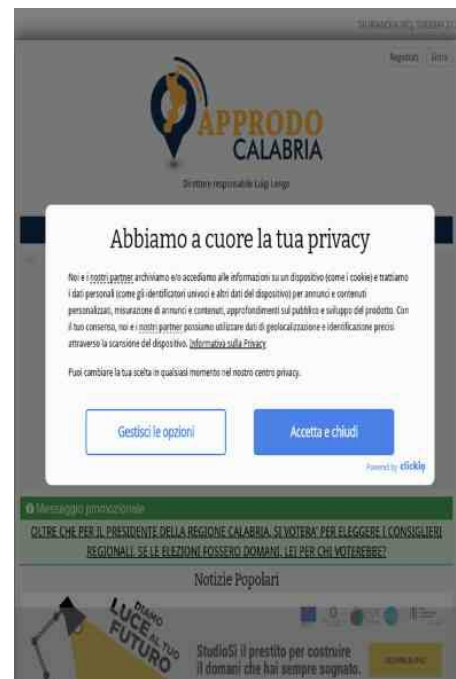 Registrati Entra
APPRODO
CALABRIA
Direttore responsabile Luigi Longo
Abbiamo a cuore la tua privacy
Noi e i nostri partner archiviamo e/o accediamo alle informazioni su un dispositivo (come i cookie) e trattiamo
i dati personali (come gli identificatori univoci e altri dati del dispositivo) per annunci e contenuti
personalizzati, misurazione di annunci e contenuti, approfondimenti sul pubblico e sviluppo del prodotto. Con
il tuo consenso, noi e i nostri partner possiamo utilizzare dati di geolocalizzazione e identificazione precisi
attraverso la scansione del dispositivo. Informativa sulla Privacy
Puoi cambiare la tua scelta in qualsiasi momento nel nostro centro privacy.
Gestisci le opzioni
Accetta e chiudi
Powered by clickio
Messaggio promozionale
OLTRE CHE PER IL PRESIDENTE DELLA REGIONE CALABRIA, SI VOTERA' PER ELEGGERE I CONSIGLIERI
REGIONALI. SE LE ELEZIONI FOSSERO DOMANI, LEI PER CHI VOTEREBBE?
Notizie Popolari
DIAMO
LUCE AL TUO
FUTURO
StudioSì il prestito per costruire
il domani che hai sempre sognato.